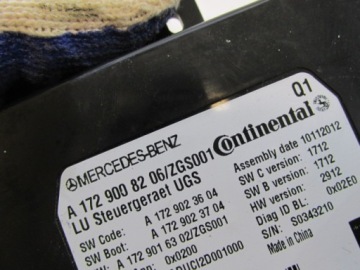 Q1
MERCEDES-BENZ
Continental
A 172 900 82 06/ZGS001
LU Steuergeraet UGS
Assembly date 10112012
SW C version: 1712
SW B version: 1712
HW version: 2912
Diag ID BL: 02E0
S/N: S0343210
Made in China
SW Code: A 172 902 36 04
SW Boot: A 172 902 37 04
A 172 901 63 02/ZGS001
0x0200